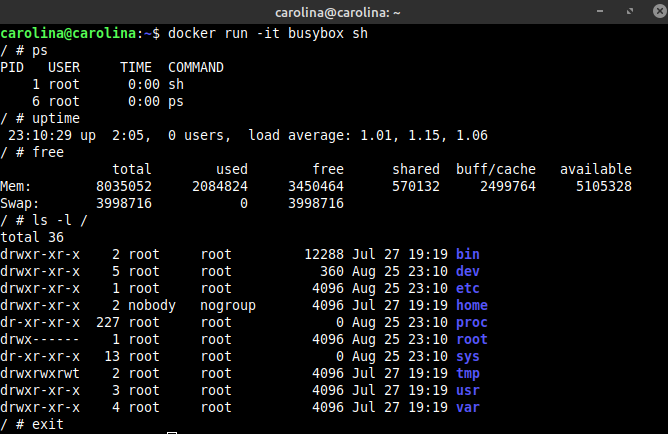 carolina@carolina: ~
carolina@carolina:~$ docker run -it busybox sh
/ # ps
PID   USER     TIME  COMMAND
    1 root      0:00 sh
    6 root      0:00 ps
/ # uptime
 23:10:29 up  2:05,  0 users,  load average: 1.01, 1.15, 1.06
/ # free
              total        used        free      shared  buff/cache   available
Mem:        8035052     2084824     3450464      570132     2499764     5105328
Swap:       3998716           0     3998716
/ # ls -l /
total 36
drwxr-xr-x    2 root     root         12288 Jul 27 19:19 bin
drwxr-xr-x    5 root     root           360 Aug 25 23:10 dev
drwxr-xr-x    1 root     root          4096 Aug 25 23:10 etc
drwxr-xr-x    2 nobody   nogroup       4096 Jul 27 19:19 home
dr-xr-xr-x  227 root     root             0 Aug 25 23:10 proc
drwx------    1 root     root          4096 Aug 25 23:10 root
dr-xr-xr-x   13 root     root             0 Aug 25 23:10 sys
drwxrwxrwt    2 root     root          4096 Jul 27 19:19 tmp
drwxr-xr-x    3 root     root          4096 Jul 27 19:19 usr
drwxr-xr-x    4 root     root          4096 Jul 27 19:19 var
/ # exit